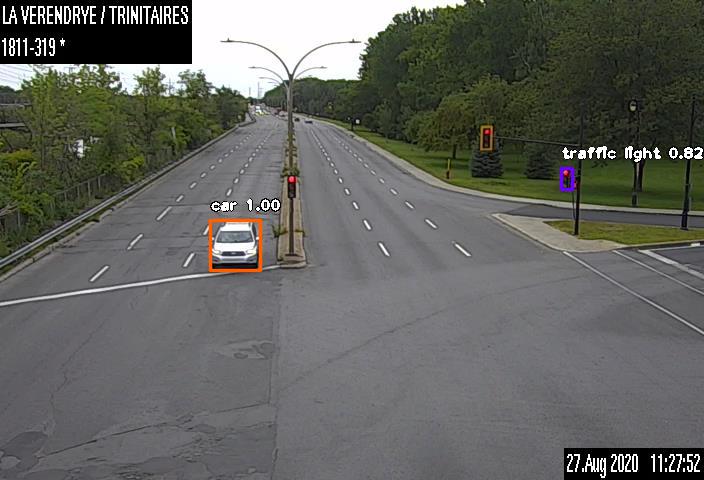 LA VERENDRYE / TRINITAIRES
1811-319 *
traffic light 0.82
car 1.00
27.Aug 2020 11:27:52